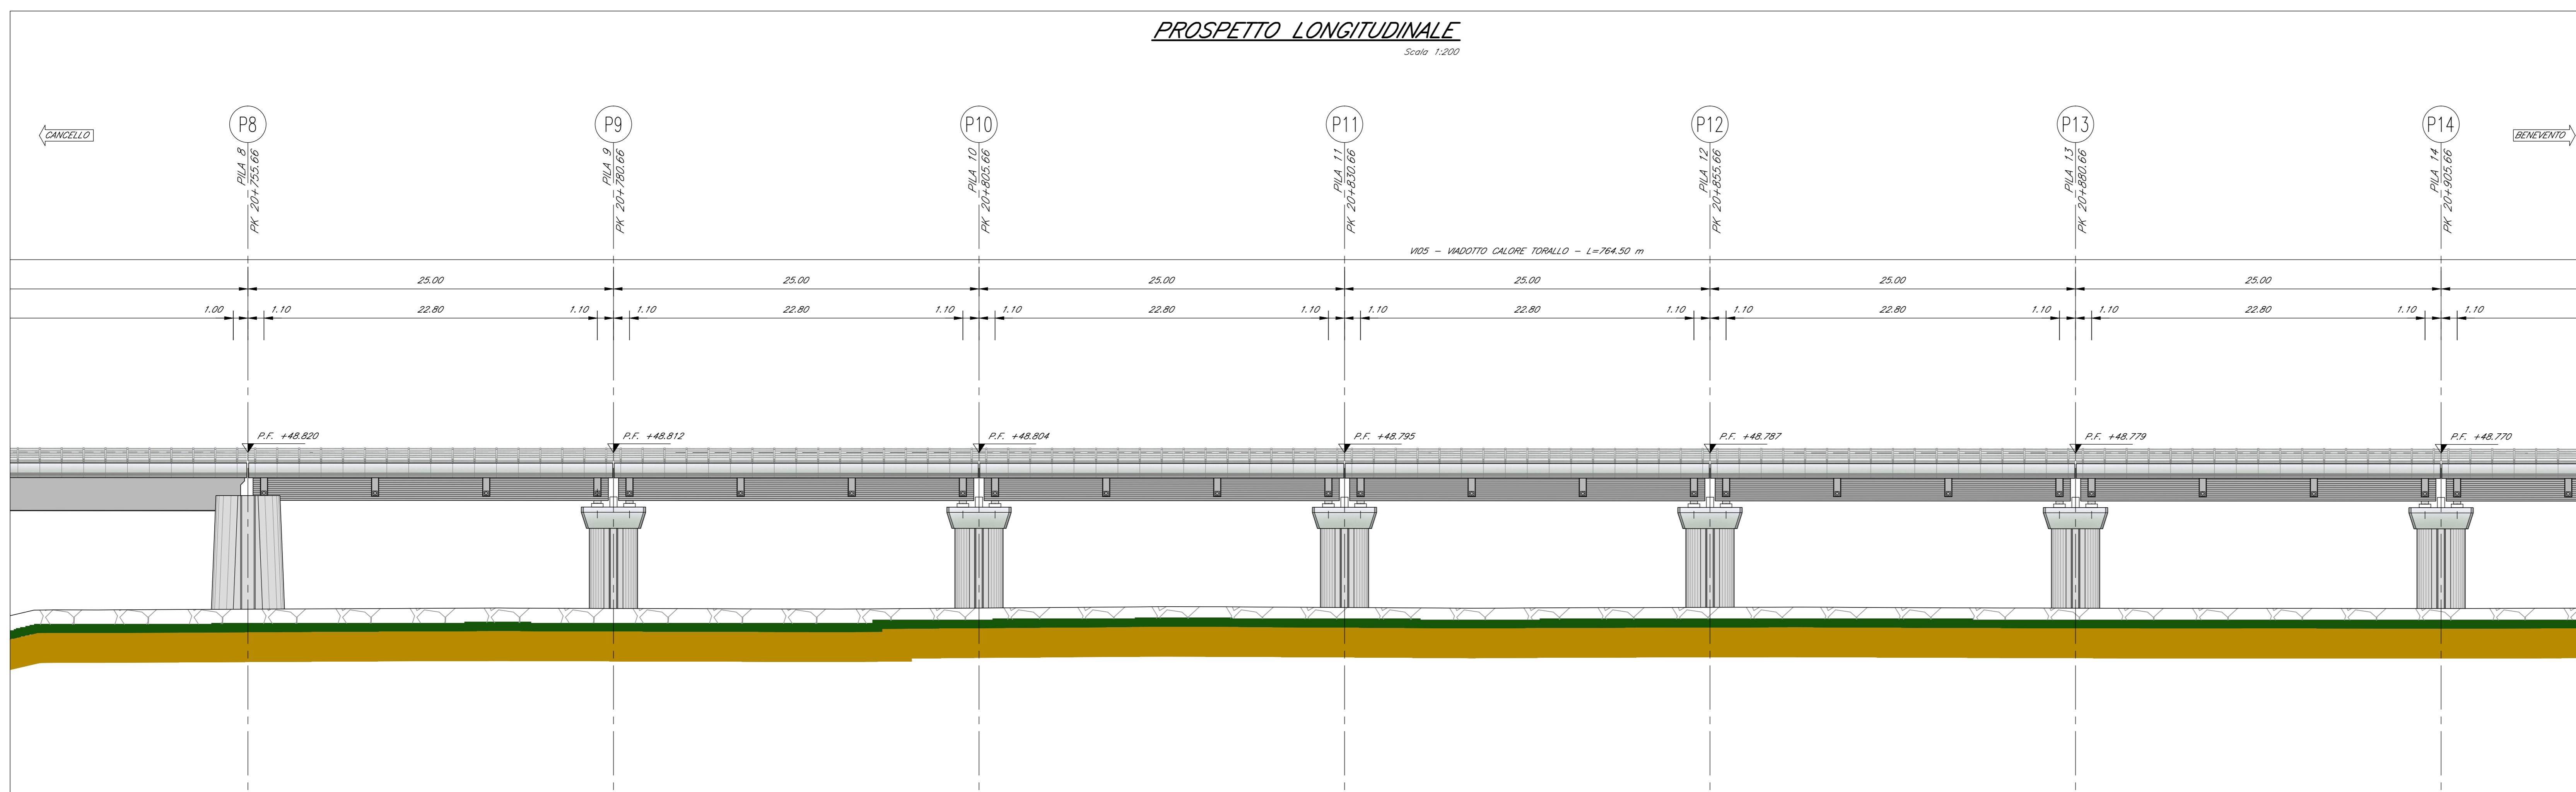 PROSPETTO LONGITUDINALE
Scala 1:200
CANCELLO
P8
P9
P10
P11
P12
P13
P14
BENEVENTO
PILA 8
PK 20+755.66
PILA 9
PK 20+780.66
PILA 10
PK 20+805.66
PILA 11
PK 20+830.66
PILA 12
PK 20+855.66
PILA 13
PK 20+880.66
PILA 14
PK 20+905.66
VI05 - VIADOTTO CALORE TORALLO - L=764.50 m
25.00 25.00 25.00 25.00 25.00 25.00
1.00 1.10 22.80 1.10 1.10 22.80 1.10 1.10 22.80 1.10 1.10 22.80 1.10 1.10 22.80 1.10 1.10 22.80 1.10 1.10
P.F. +48.820
P.F. +48.812
P.F. +48.804
P.F. +48.795
P.F. +48.787
P.F. +48.779
P.F. +48.770